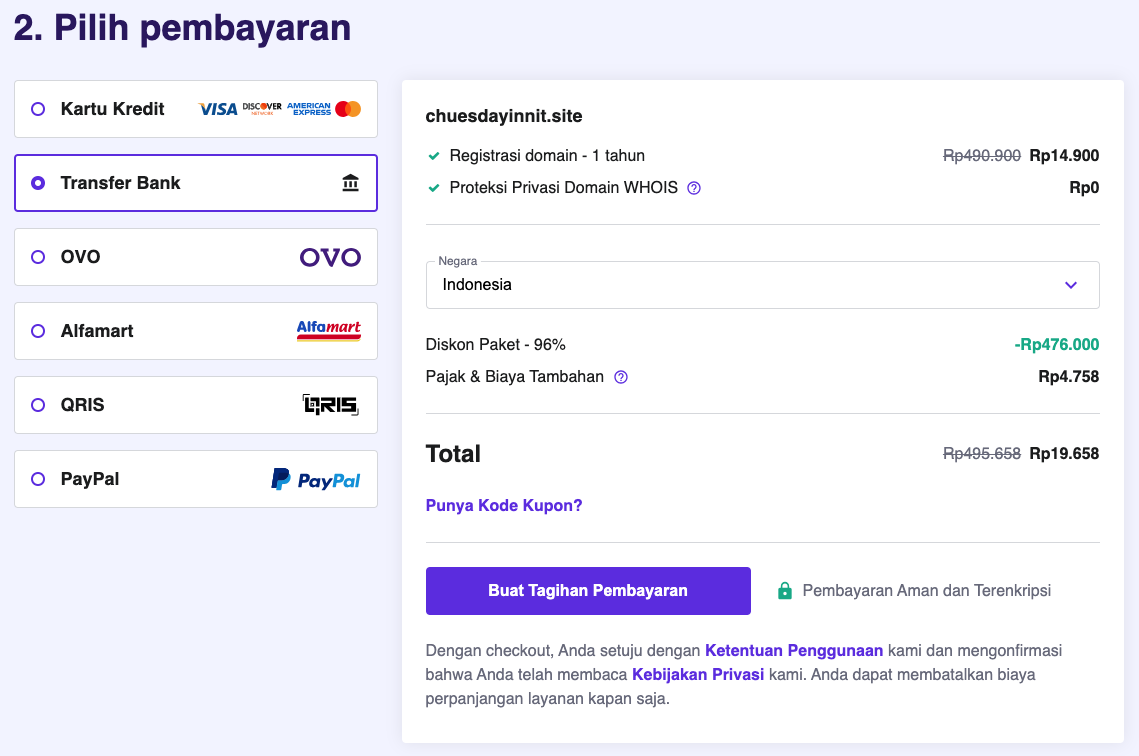 2. Pilih pembayaran
Kartu Kredit VISA DISCOVER NETWORK AMERICAN EXPRESS
Transfer Bank
OVO OVO
Alfamart Alfamart
QRIS QRIS
PayPal PayPal
chuesdayinnit.site
Registrasi domain - 1 tahun Rp490.900 Rp14.900
Proteksi Privasi Domain WHOIS ? Rp0
Negara
Indonesia
Diskon Paket - 96% -Rp476.000
Pajak & Biaya Tambahan ? Rp4.758
Total Rp495.658 Rp19.658
Punya Kode Kupon?
Buat Tagihan Pembayaran Pembayaran Aman dan Terenkripsi
Dengan checkout, Anda setuju dengan Ketentuan Penggunaan kami dan mengonfirmasi
bahwa Anda telah membaca Kebijakan Privasi kami. Anda dapat membatalkan biaya
perpanjangan layanan kapan saja.